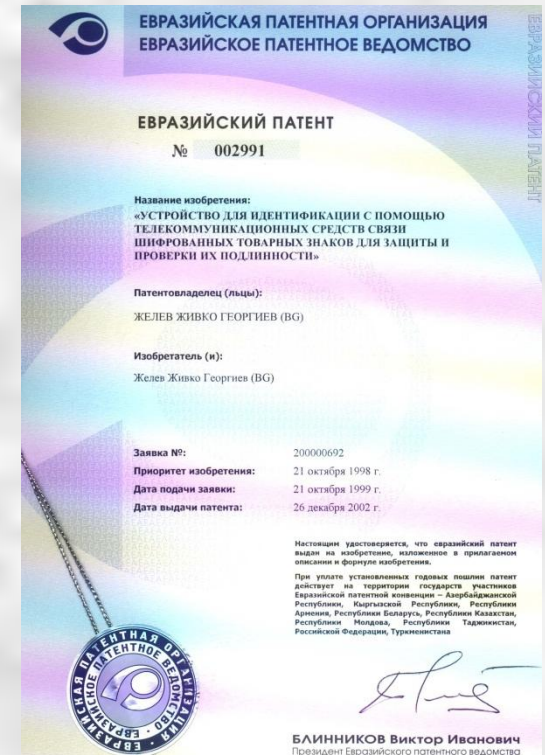 ЕВРАЗИЙСКАЯ ПАТЕНТНАЯ ОРГАНИЗАЦИЯ
ЕВРАЗИЙСКОЕ ПАТЕНТНОЕ ВЕДОМСТВО
ЕВРАЗИЙСКИЙ ПАТЕНТ
ЕВРАЗИЙСКИЙ ПАТЕНТ
№ 002991
Название изобретения:
«УСТРОЙСТВО ДЛЯ ИДЕНТИФИКАЦИИ С ПОМОЩЬЮ
ТЕЛЕКОММУНИКАЦИОННЫХ СРЕДСТВ СВЯЗИ
ШИФРОВАННЫХ ТОВАРНЫХ ЗНАКОВ ДЛЯ ЗАЩИТЫ И
ПРОВЕРКИ ИХ ПОДЛИННОСТИ»
Патентовладелец (льцы):
ЖЕЛЕВ ЖИВКО ГЕОРГИЕВ (BG)
Изобретатель (и):
Желев Живко Георгиев (BG)
Заявка №: 200000692
Приоритет изобретения: 21 октября 1998 г.
Дата подачи заявки: 21 октября 1999 г.
Дата выдачи патента: 26 декабря 2002 г.
Настоящим удостоверяется, что евразийский патент
выдан на изобретение, изложенное в прилагаемом
описании и формуле изобретения.
При уплате установленных годовых пошлин патент
действует на территории государств участников
Евразийской патентной конвенции – Азербайджанской
Республики, Кыргызской Республики, Республики
Армения, Республики Беларусь, Республики Казахстан,
Республики Молдова, Республики Таджикистан,
Российской Федерации, Туркменистана
ЕВРАЗИЙСКАЯ ПАТЕНТНАЯ ОРГАНИЗАЦИЯ
ЕВРАЗИЙСКОЕ ПАТЕНТНОЕ ВЕДОМСТВО
БЛИННИКОВ Виктор Иванович
Президент Евразийского патентного ведомства